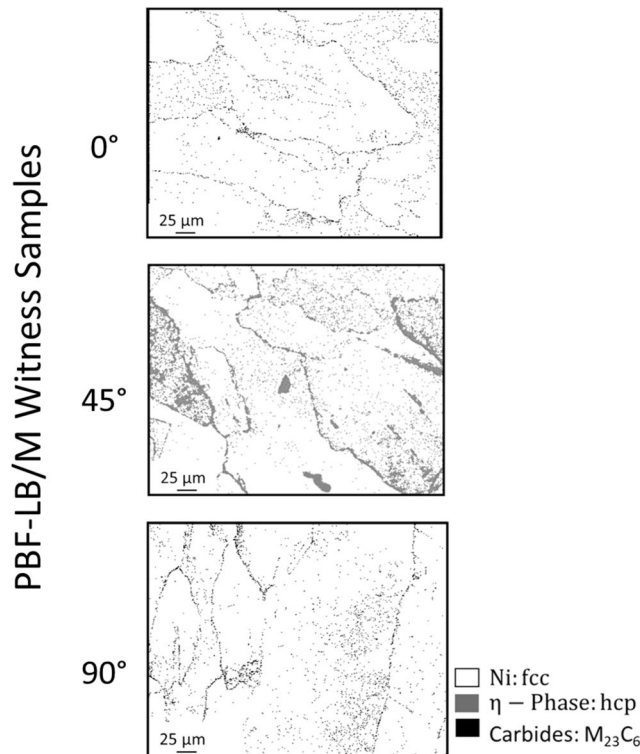 PBF-LB/M Witness Samples
0°
25 µm
45°
25 µm
90°
25 µm
Ni: fcc
η − Phase: hcp
Carbides: M₂₃C₆